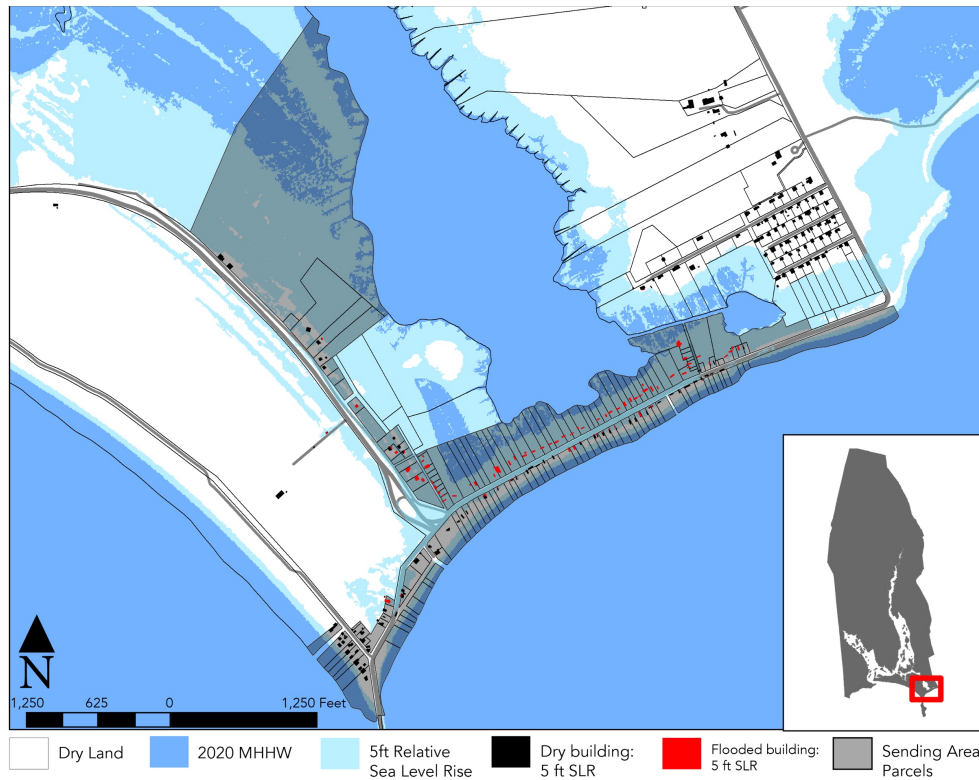 N
1,250 625 0 1,250 Feet
Dry Land
2020 MHHW
5ft Relative
Sea Level Rise
Dry building:
5 ft SLR
Flooded building:
5 ft SLR
Sending Area
Parcels